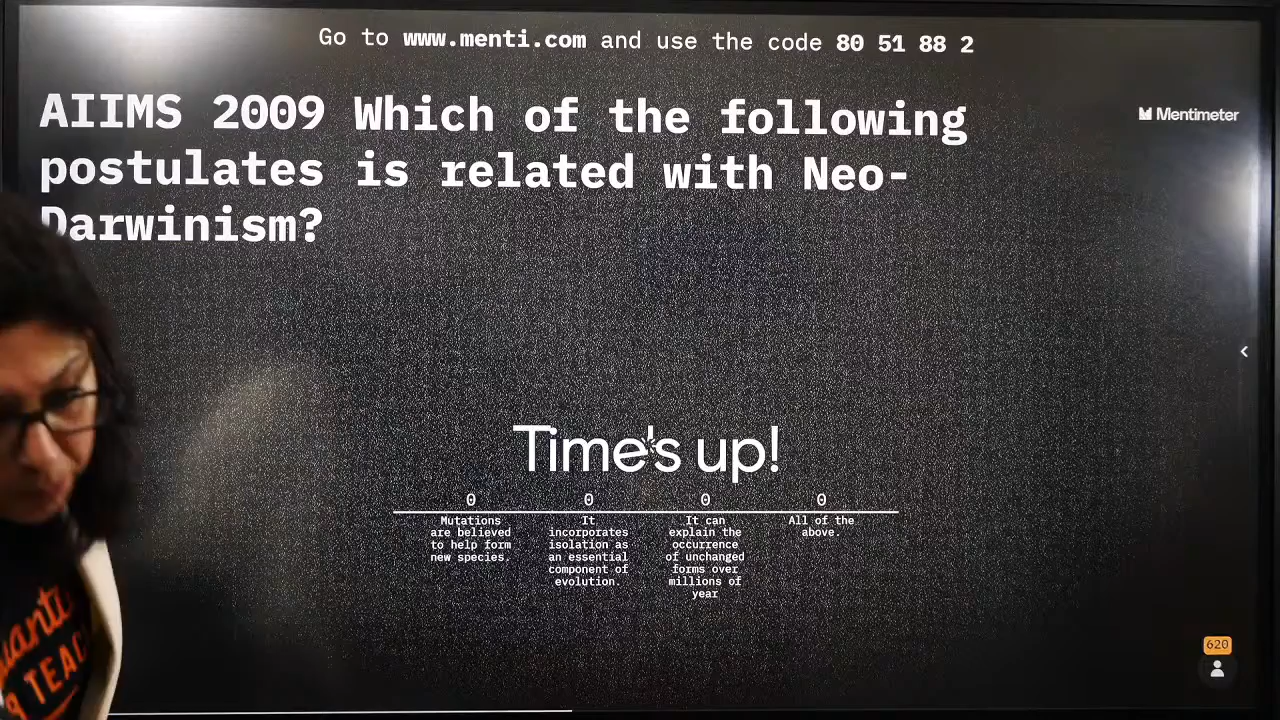 Go to www.menti.com and use the code 80 51 88 2
AIIMS 2009 Which of the following
postulates is related with Neo-
Darwinism?
Mentimeter
Time's up!
0 0 0 0
Mutations
are believed
to help form
new species.
It
incorporates
isolation as
an essential
component of
evolution.
It can
explain the
occurrence
of unchanged
forms over
millions of
year
All of the
above.
620
TEAC